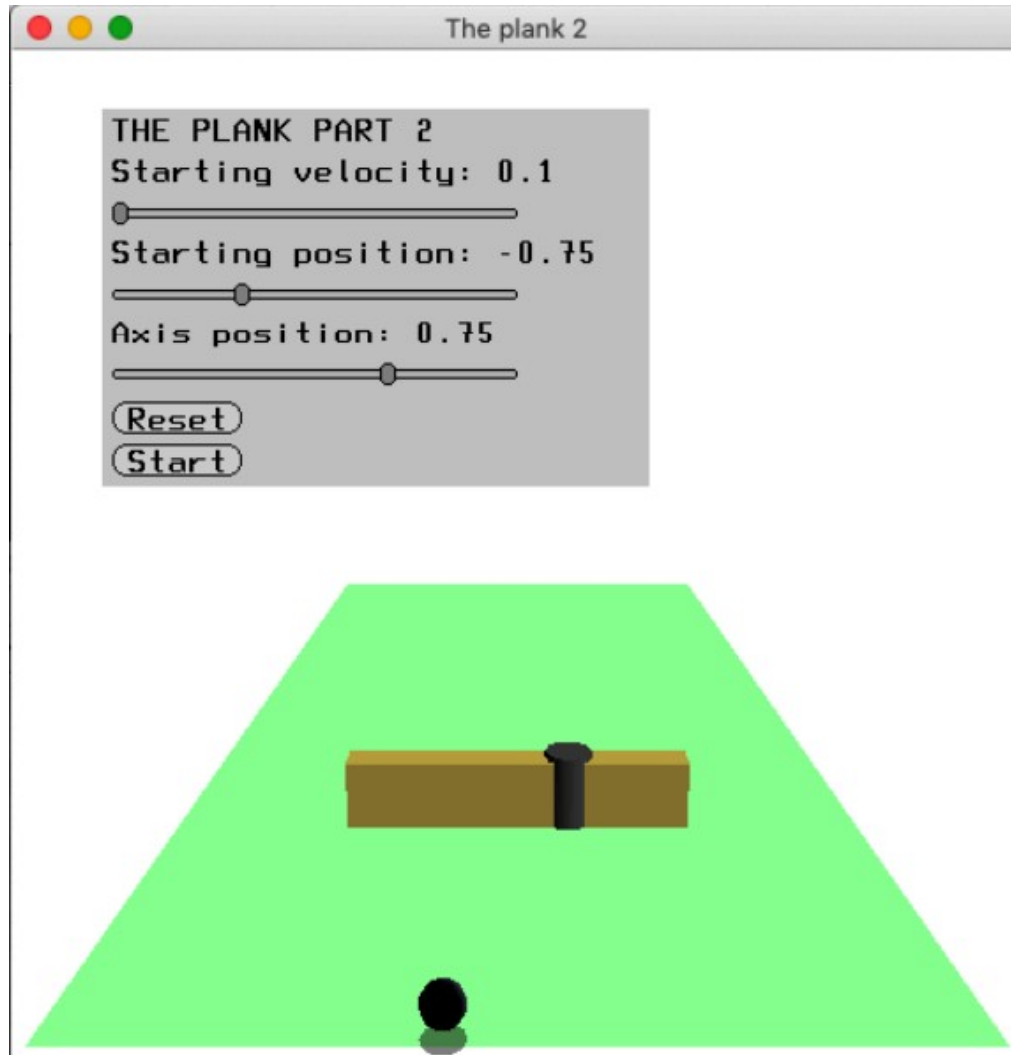 The plank 2
THE PLANK PART 2
Starting velocity: 0.1
Starting position: -0.75
Axis position: 0.75
Reset
Start